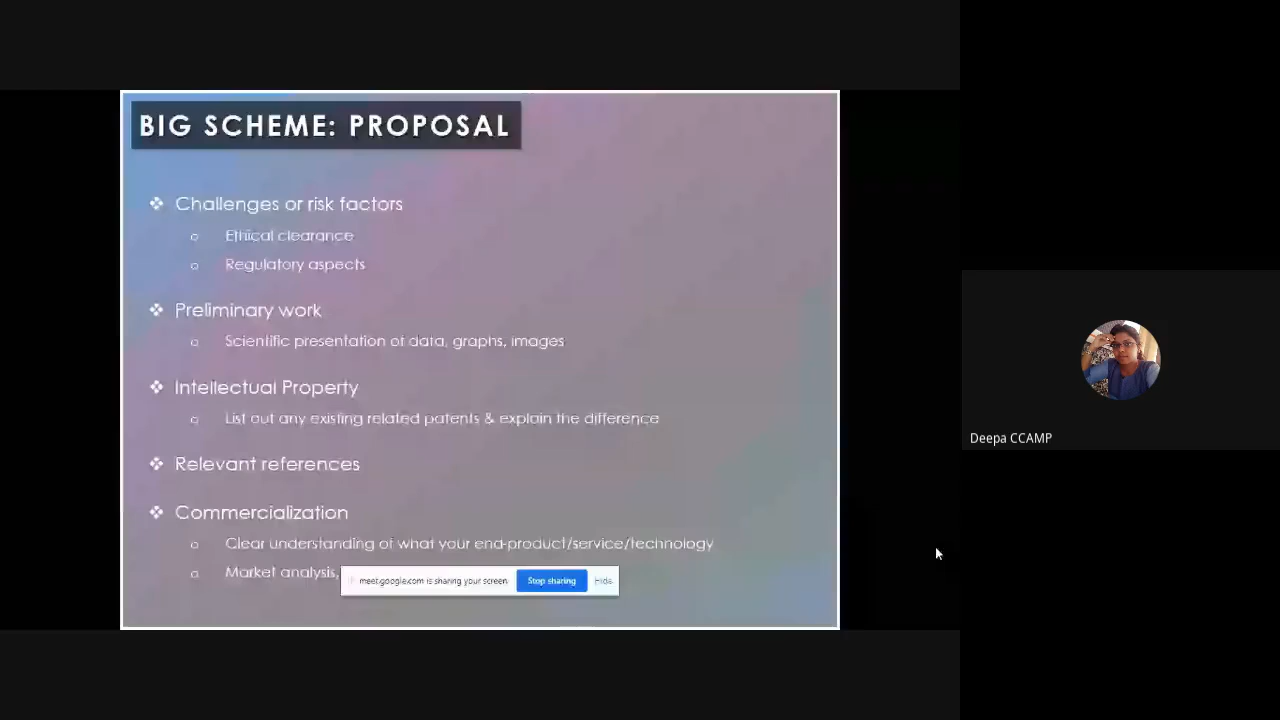 BIG SCHEME: PROPOSAL
❖ Challenges or risk factors
o Ethical clearance
o Regulatory aspects
❖ Preliminary work
o Scientific presentation of data, graphs, images
❖ Intellectual Property
o List out any existing related patents & explain the difference
❖ Relevant references
❖ Commercialization
o Clear understanding of what your end-product/service/technology
o Market analysis,
meet.google.com is sharing your screen Stop sharing Hide
Deepa CCAMP